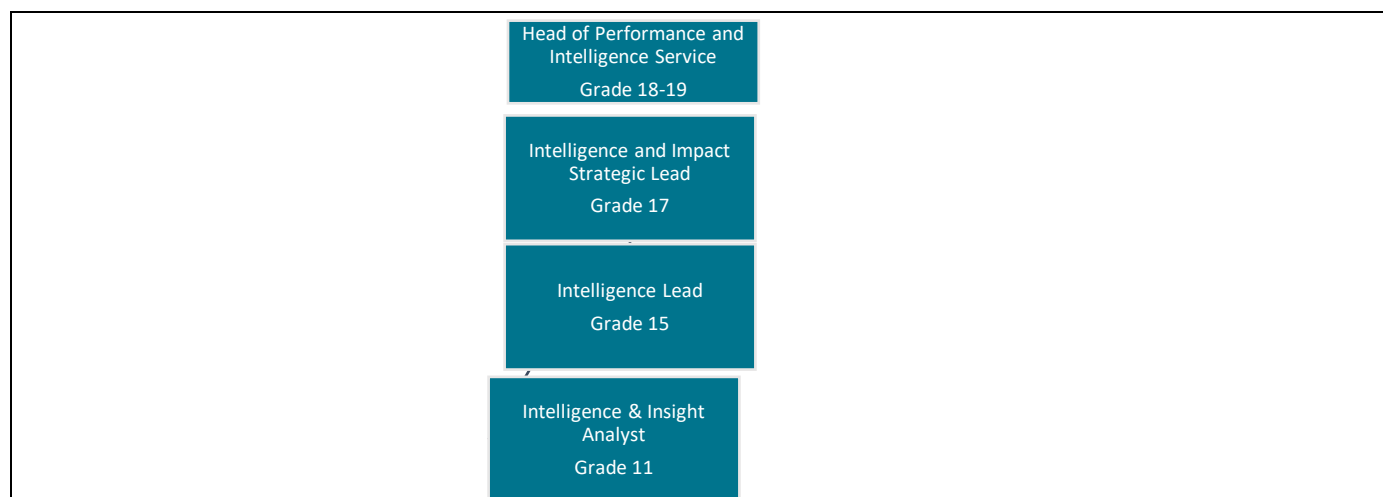 Head of Performance and
Intelligence Service
Grade 18-19
Intelligence and Impact
Strategic Lead
Grade 17
Intelligence Lead
Grade 15
Intelligence & Insight
Analyst
Grade 11